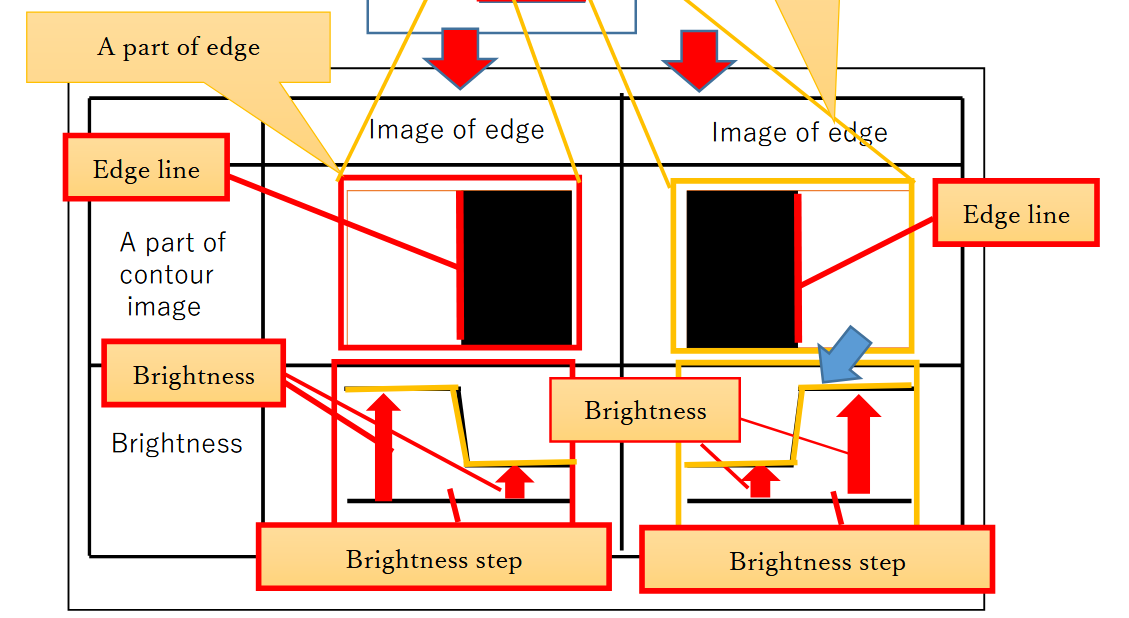 A part of edge
Image of edge
Image of edge
Edge line
Edge line
A part of
contour
image
Brightness
Brightness
Brightness
Brightness step
Brightness step